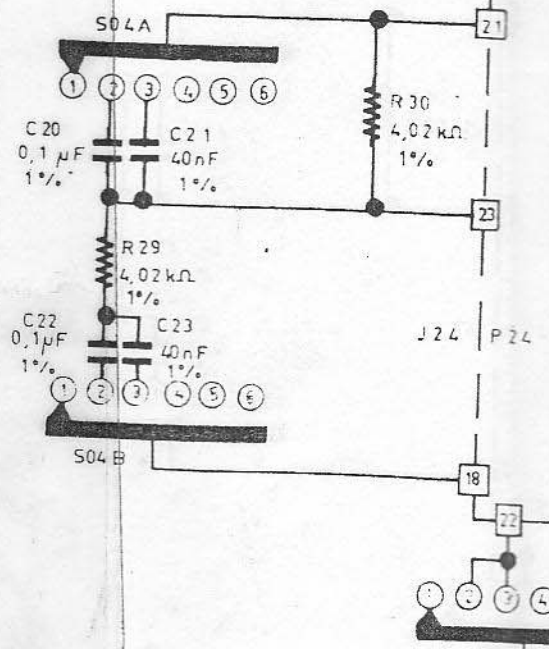 S04A
21
1 2 3 4 5 6
C20
0,1 µF
1%
C21
40nF
1%
R30
4,02 kΩ
1%
23
R29
4,02 kΩ
1%
C22
0,1µF
1%
C23
40nF
1%
J24 P24
1 2 3 4 5 6
S04B
18
22
1 2 3 4